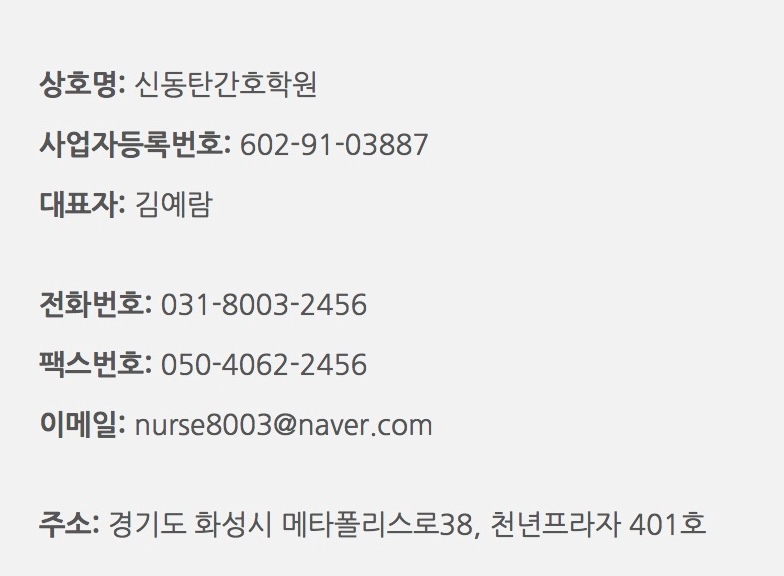 상호명: 신동탄간호학원
사업자등록번호: 602-91-03887
대표자: 김예람
전화번호: 031-8003-2456
팩스번호: 050-4062-2456
이메일: nurse8003@naver.com
주소: 경기도 화성시 메타폴리스로38, 천년프라자 401호